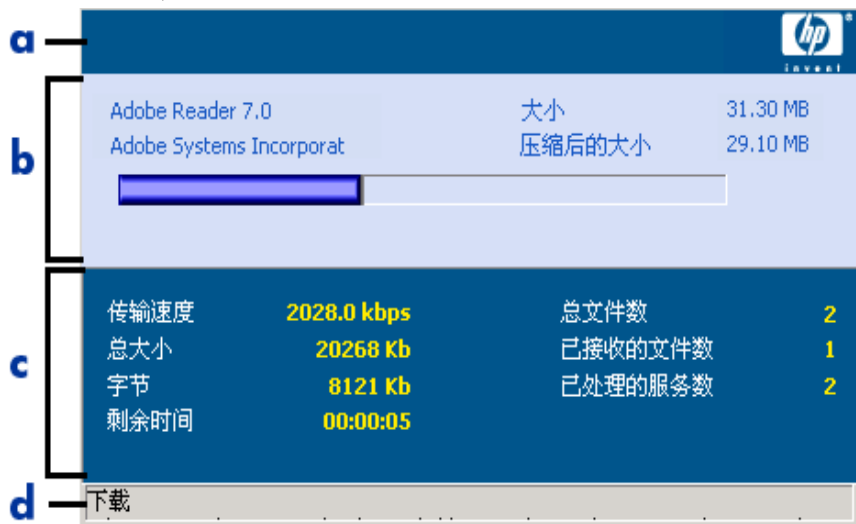 a
hp
invent
b
Adobe Reader 7.0 大小 31.30 MB
Adobe Systems Incorporat 压缩后的大小 29.10 MB
c
传输速度 2028.0 kbps 总文件数 2
总大小 20268 Kb 已接收的文件数 1
字节 8121 Kb 已处理的服务数 2
剩余时间 00:00:05
d
下载